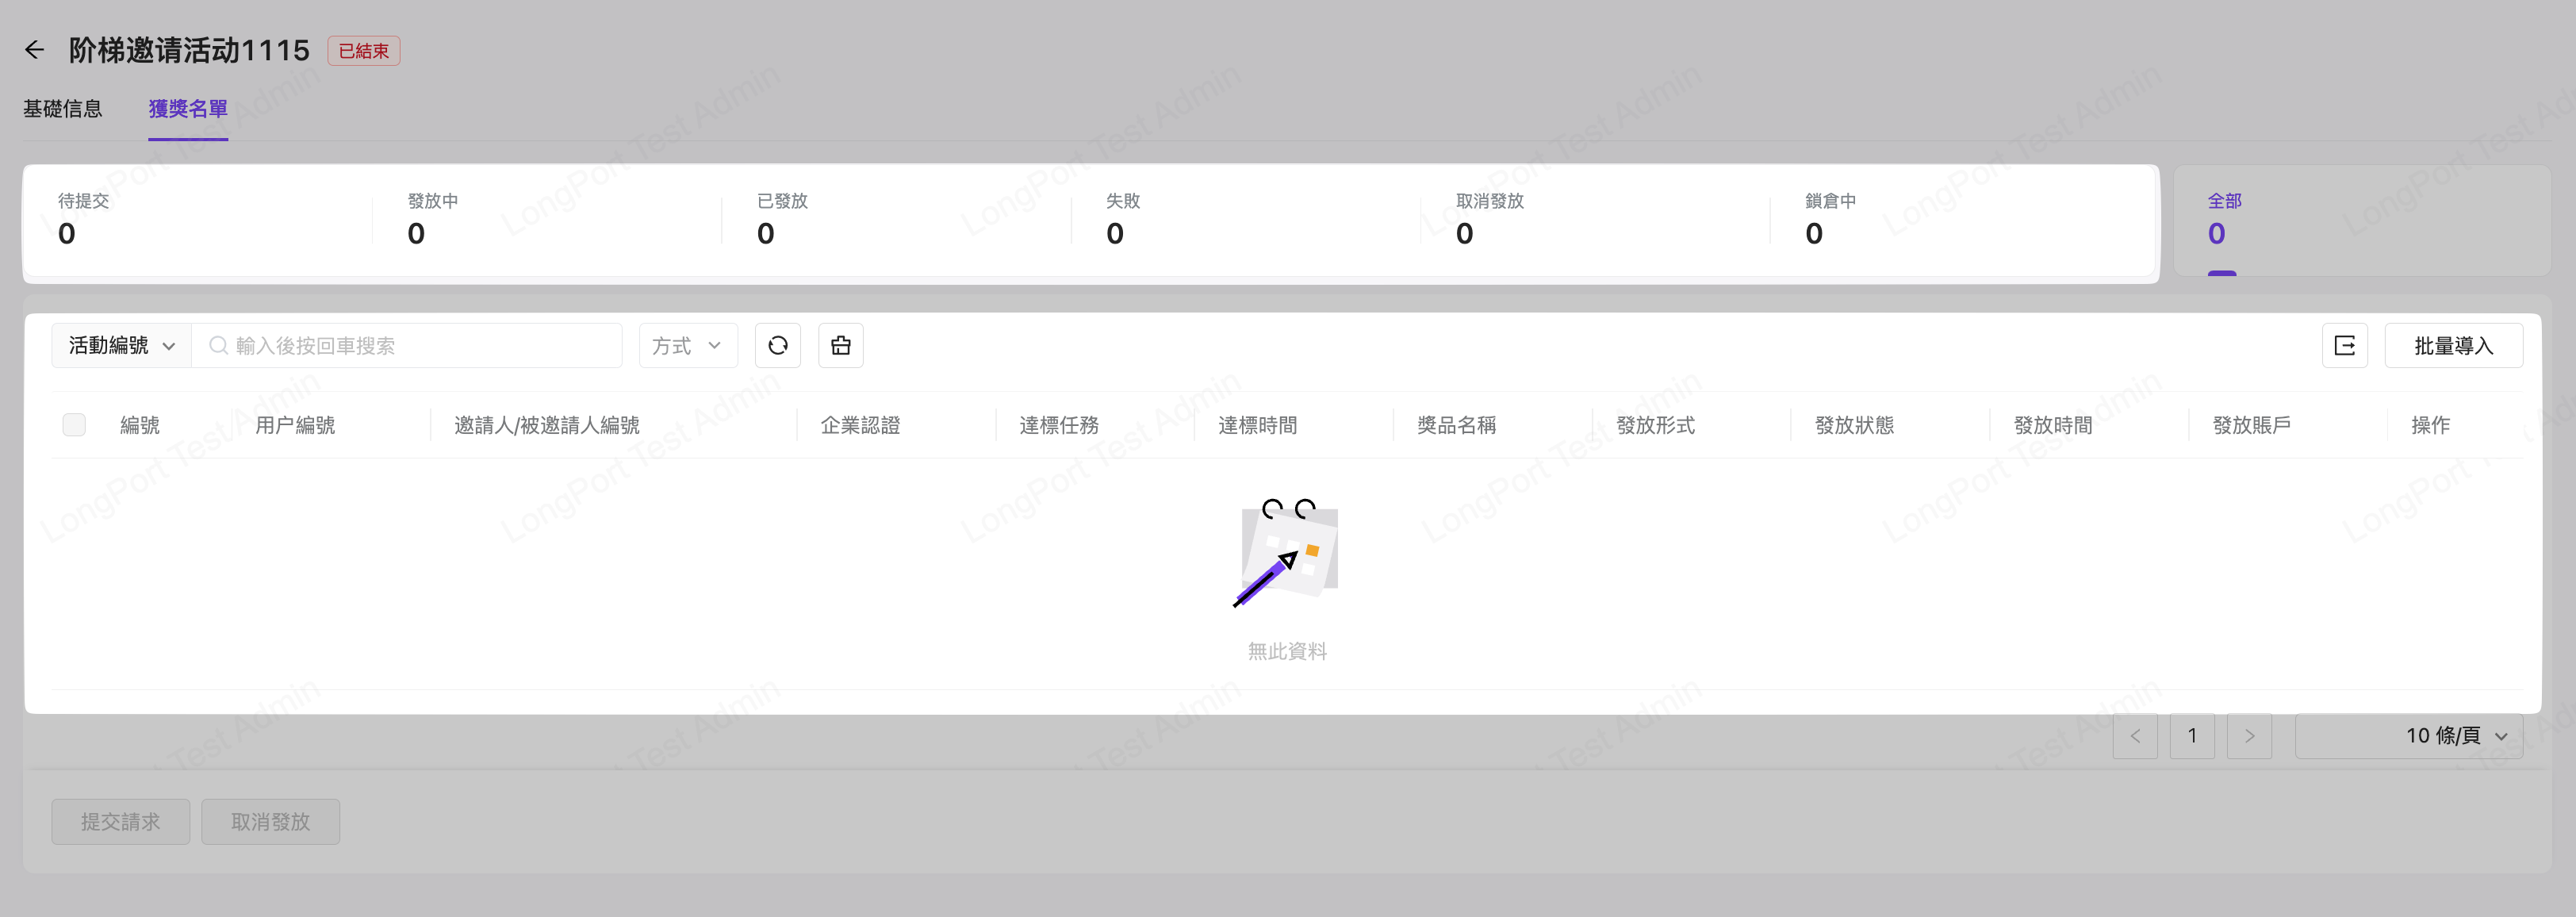 阶梯邀请活动1115 已結束
基礎信息 獲獎名單
待提交 發放中 已發放 失敗 取消發放 鎖倉中 全部
0 0 0 0 0 0 0
活動編號 輸入後按回車搜索 方式 批量導入
編號 用户編號 邀請人/被邀請人編號 企業認證 達標任務 達標時間 獎品名稱 發放形式 發放狀態 發放時間 發放賬戶 操作
無此資料
1 10 條/頁
提交請求 取消發放
LongPort Test Admin